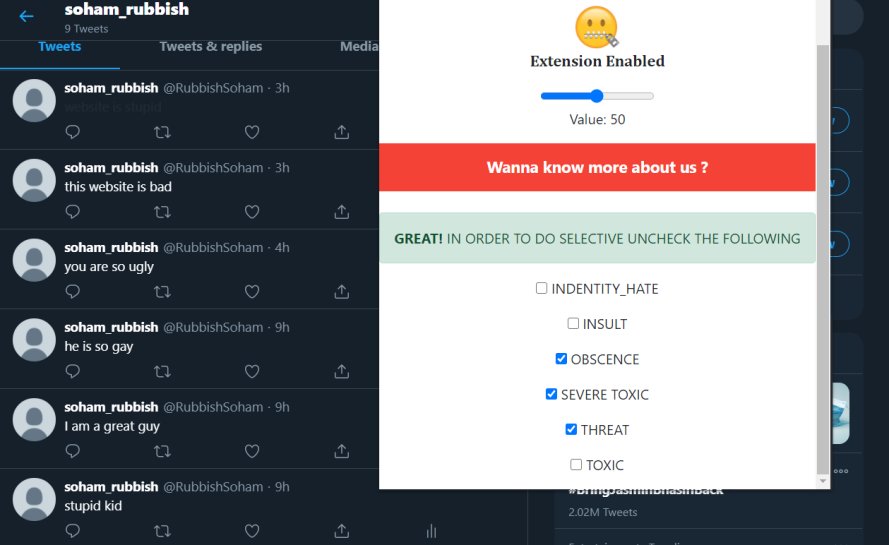 soham_rubbish
9 Tweets
Tweets Tweets & replies Media
soham_rubbish @RubbishSoham · 3h
website is stupid
soham_rubbish @RubbishSoham · 3h
this website is bad
soham_rubbish @RubbishSoham · 4h
you are so ugly
soham_rubbish @RubbishSoham · 9h
he is so gay
soham_rubbish @RubbishSoham · 9h
I am a great guy
soham_rubbish @RubbishSoham · 9h
stupid kid
Extension Enabled
Value: 50
Wanna know more about us ?
GREAT! IN ORDER TO DO SELECTIVE UNCHECK THE FOLLOWING
INDENTITY_HATE
INSULT
OBSCENCE
SEVERE TOXIC
THREAT
TOXIC
#BringJasminBhasinBack
2.02M Tweets